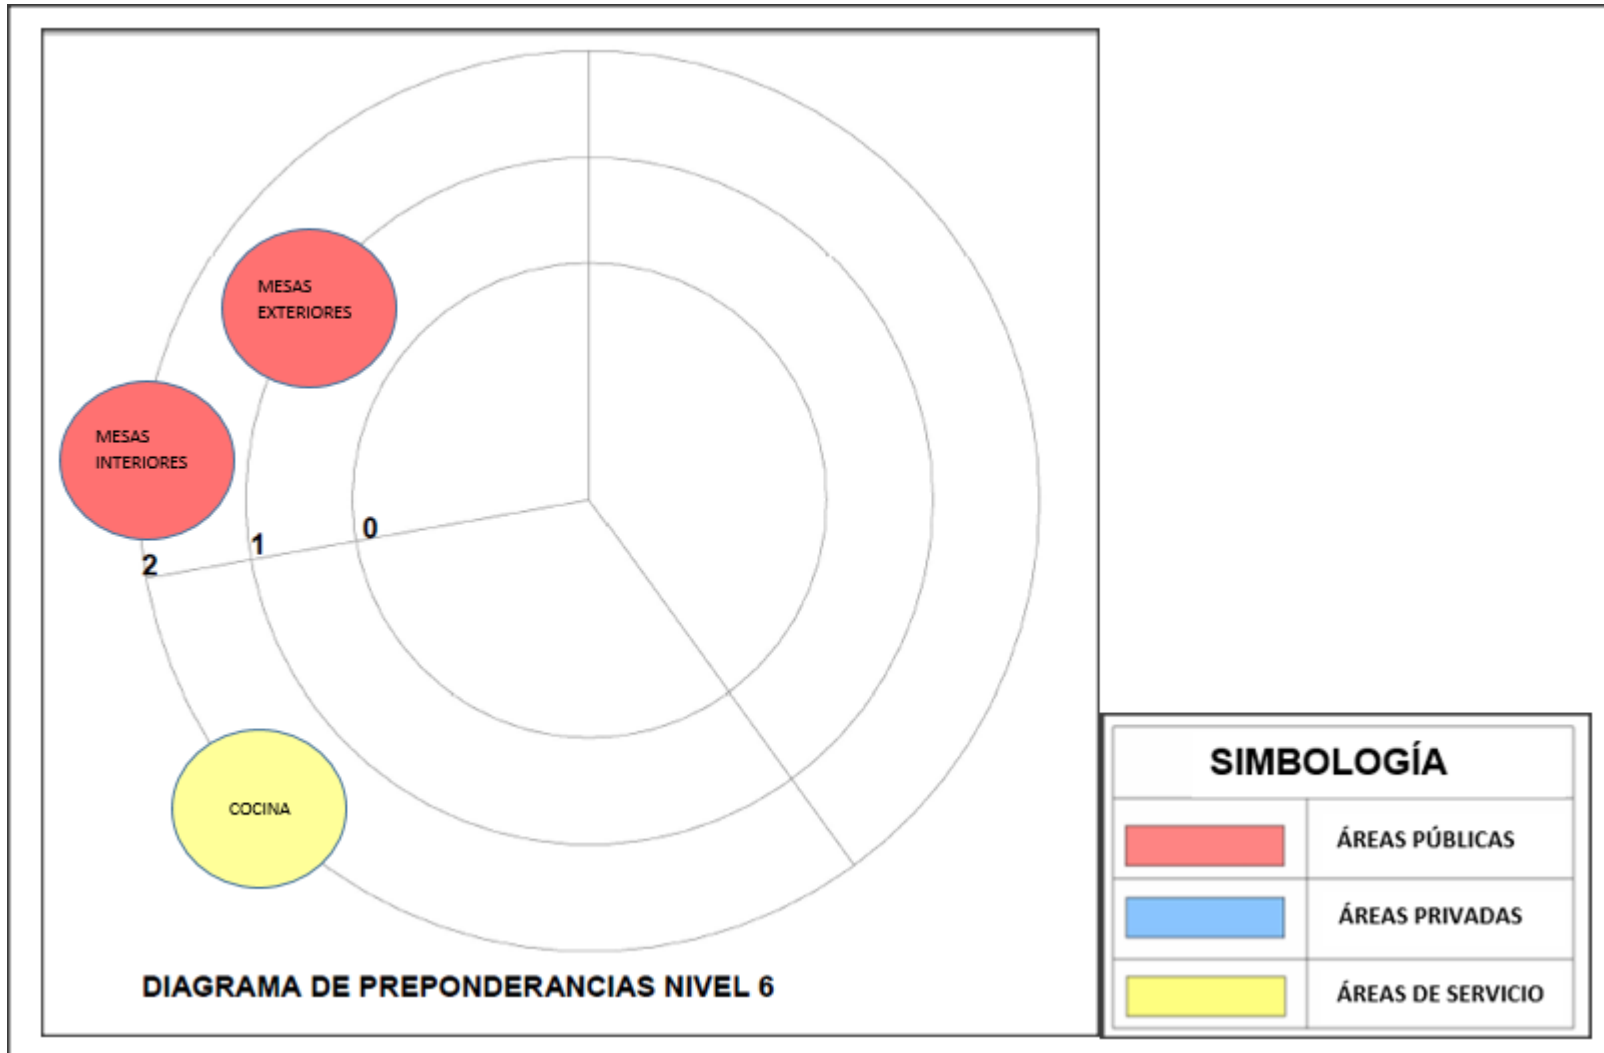 MESAS
EXTERIORES
MESAS
INTERIORES
0
1
2
COCINA
DIAGRAMA DE PREPONDERANCIAS NIVEL 6
SIMBOLOGÍA
ÁREAS PÚBLICAS
ÁREAS PRIVADAS
ÁREAS DE SERVICIO